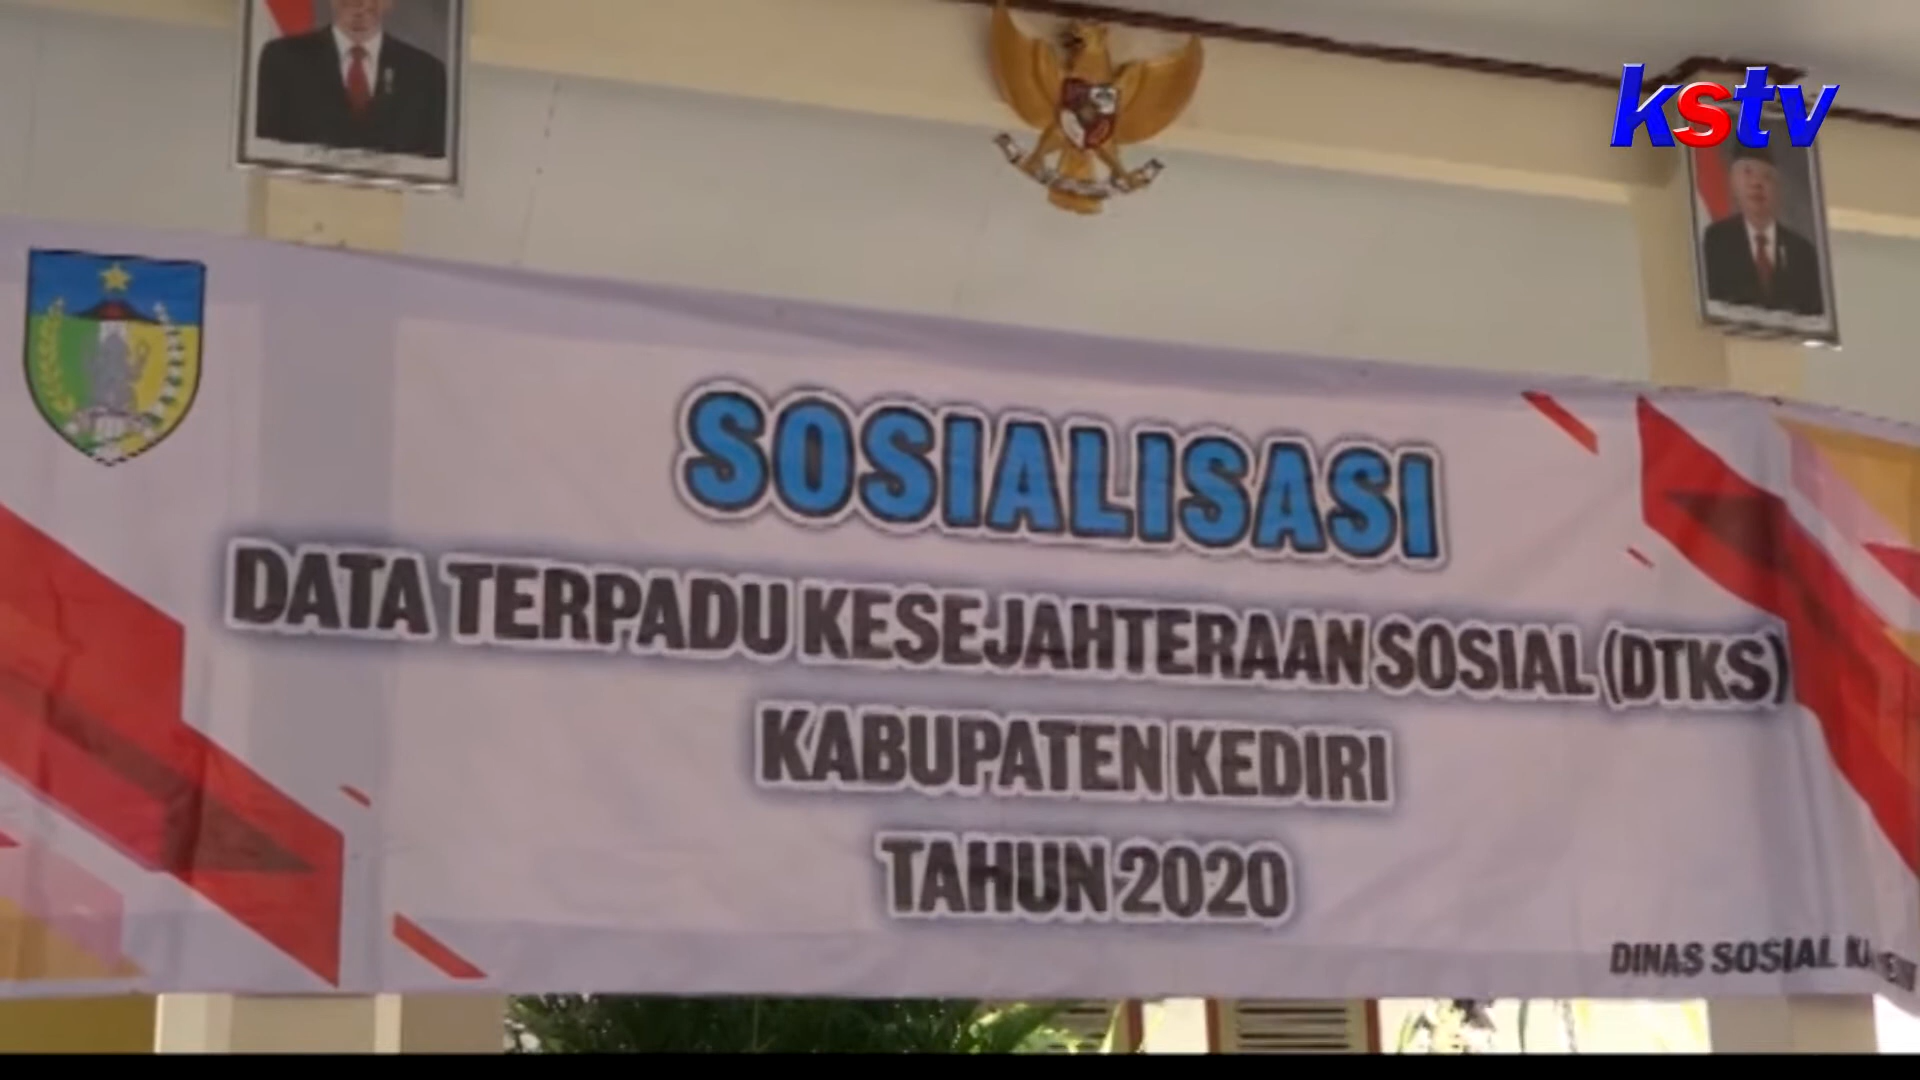 kstv
SOSIALISASI
DATA TERPADU KESEJAHTERAAN SOSIAL (DTKS)
KABUPATEN KEDIRI
TAHUN 2020
DINAS SOSIAL